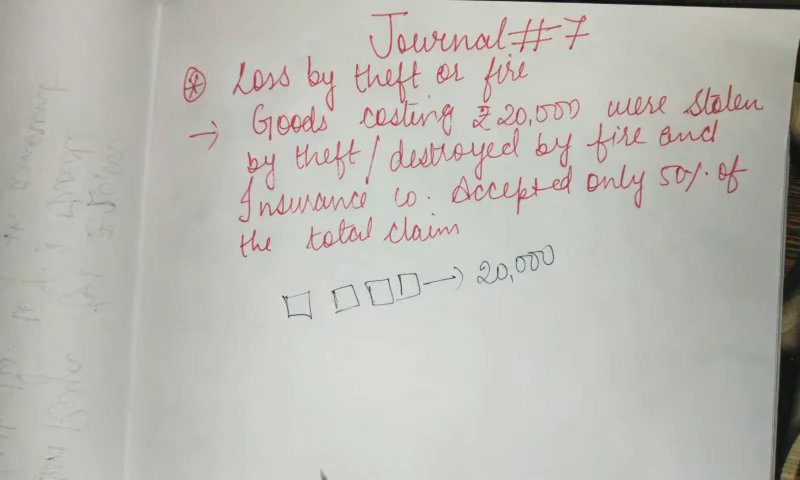 Journal #7
Loss by theft or fire
→ Goods costing ₹20,000 were stolen
by theft/destroyed by fire and
Insurance co. Accepted only 50% of
the total claim
→ 20,000